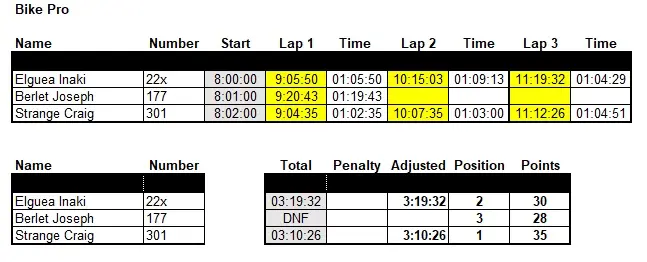 Bike Pro
Name Number Start Lap 1 Time Lap 2 Time Lap 3 Time
Elguea Inaki 22x 8:00:00 9:05:50 01:05:50 10:15:03 01:09:13 11:19:32 01:04:29
Berlet Joseph 177 8:01:00 9:20:43 01:19:43
Strange Craig 301 8:02:00 9:04:35 01:02:35 10:07:35 01:03:00 11:12:26 01:04:51
Name Number Total Penalty Adjusted Position Points
Elguea Inaki 22x 03:19:32 3:19:32 2 30
Berlet Joseph 177 DNF 3 28
Strange Craig 301 03:10:26 3:10:26 1 35